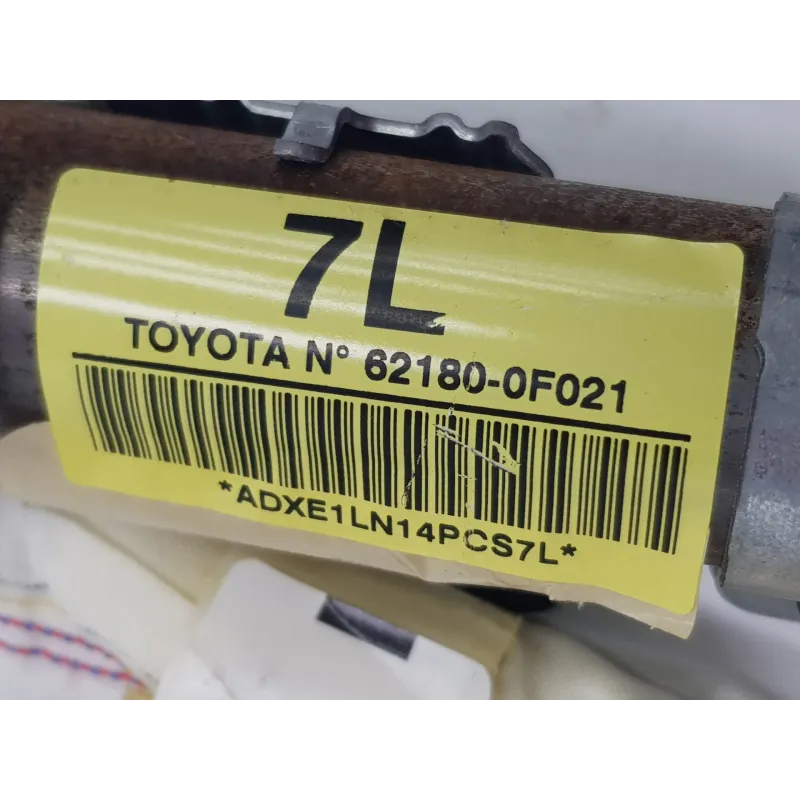 7L
TOYOTA N° 62180-0F021
*ADXE1LN14PCS7L*